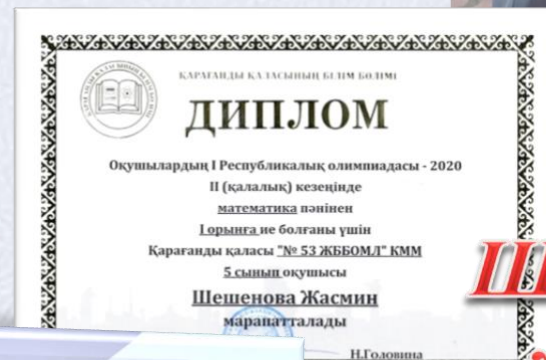 ҚАРАҒАНДЫ ҚАЛАСЫНЫҢ БІЛІМ БӨЛІМІ
ДИПЛОМ
Оқушылардың I Республикалық олимпиадасы - 2020
II (қалалық) кезеңінде
математика пәнінен
I орынға ие болғаны үшін
Қарағанды қаласы "№ 53 ЖББОМЛ" КММ
5 сынып оқушысы
Шешенова Жасмин
марапатталады
Н.Головина